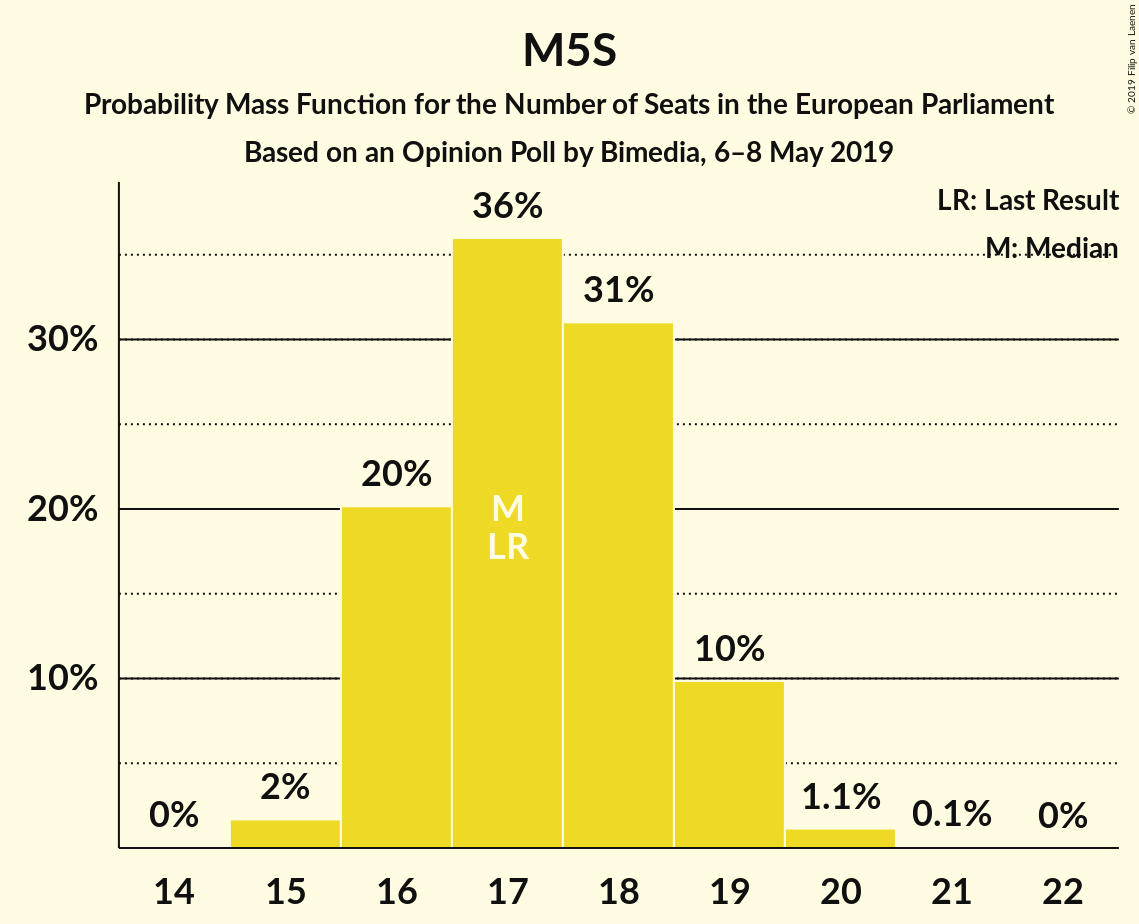 M5S
Probability Mass Function for the Number of Seats in the European Parliament
Based on an Opinion Poll by Bimedia, 6–8 May 2019
© 2019 Filip van Laenen
LR: Last Result
M: Median
36%
31%
30%
20%
20%
M
LR
10%
10%
2%
1.1%
0%
0.1%
0%
14 15 16 17 18 19 20 21 22